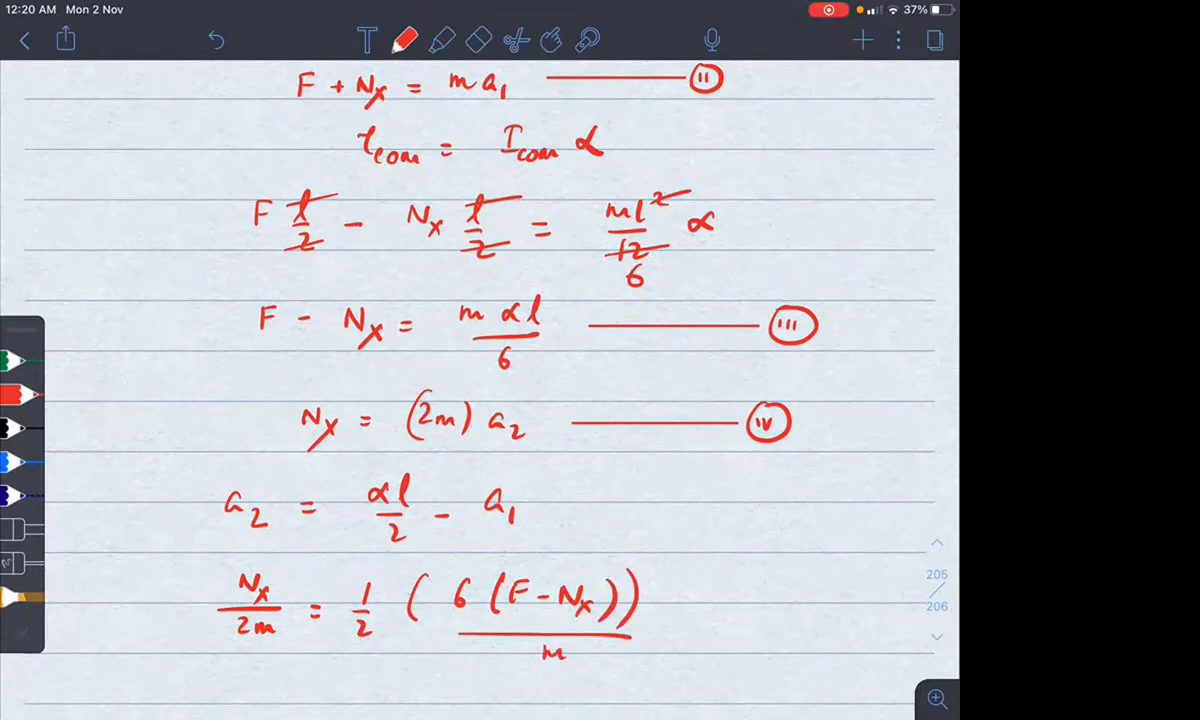 12:20 AM Mon 2 Nov 37%
T
F + Nx = ma₁ ——— (ii)
τcom = Icom α
F l/2 - Nx l/2 = ml²/12 α
6
F - Nx = mαl/6 ——— (iii)
Nx = (2m) a₂ ——— (iv)
a₂ = αl/2 - a₁
205
206
Nx/2m = 1/2 (6(F-Nx))/m